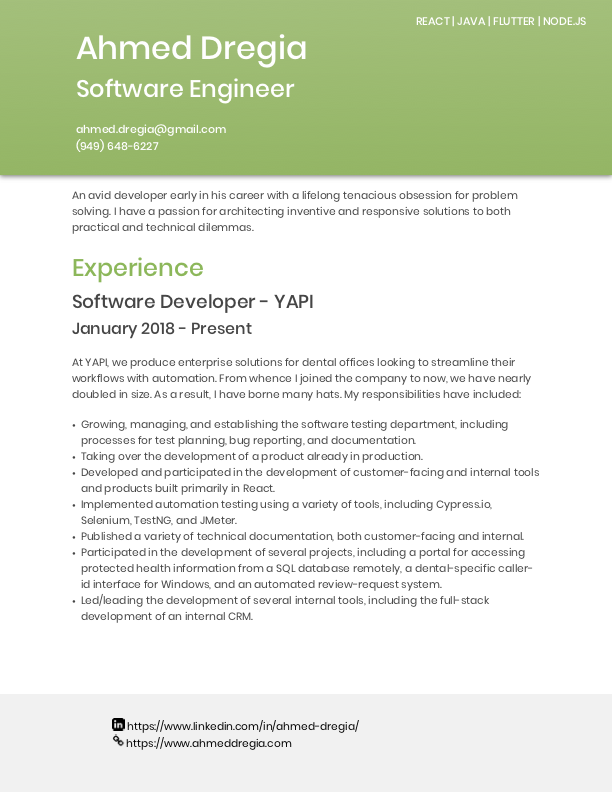 REACT | JAVA | FLUTTER | NODE.JS
Ahmed Dregia
Software Engineer
ahmed.dregia@gmail.com
(949) 648-6227
An avid developer early in his career with a lifelong tenacious obsession for problem
solving. I have a passion for architecting inventive and responsive solutions to both
practical and technical dilemmas.
Experience
Software Developer - YAPI
January 2018 - Present
At YAPI, we produce enterprise solutions for dental offices looking to streamline their
workflows with automation. From whence I joined the company to now, we have nearly
doubled in size. As a result, I have borne many hats. My responsibilities have included:
• Growing, managing, and establishing the software testing department, including
processes for test planning, bug reporting, and documentation.
• Taking over the development of a product already in production.
• Developed and participated in the development of customer-facing and internal tools
and products built primarily in React.
• Implemented automation testing using a variety of tools, including Cypress.io,
Selenium, TestNG, and JMeter.
• Published a variety of technical documentation, both customer-facing and internal.
• Participated in the development of several projects, including a portal for accessing
protected health information from a SQL database remotely, a dental-specific caller-
id interface for Windows, and an automated review-request system.
• Led/leading the development of several internal tools, including the full-stack
development of an internal CRM.
https://www.linkedin.com/in/ahmed-dregia/
https://www.ahmeddregia.com